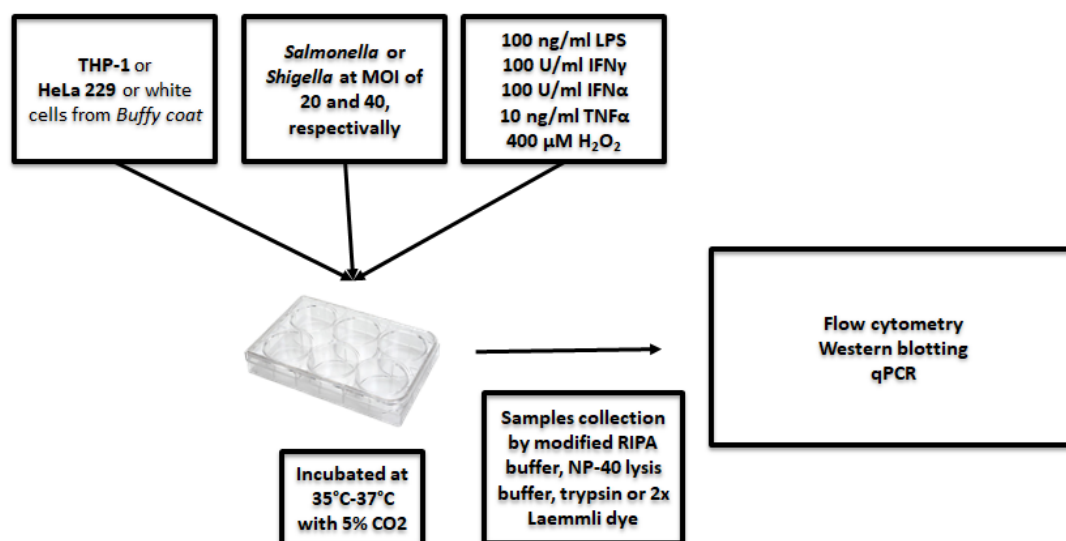 THP-1 or
HeLa 229 or white
cells from Buffy coat
Salmonella or
Shigella at MOI of
20 and 40,
respectivally
100 ng/ml LPS
100 U/ml IFNγ
100 U/ml IFNα
10 ng/ml TNFα
400 µM H₂O₂
Flow cytometry
Western blotting
qPCR
Samples collection
by modified RIPA
buffer, NP-40 lysis
buffer, trypsin or 2x
Laemmli dye
Incubated at
35°C-37°C
with 5% CO2